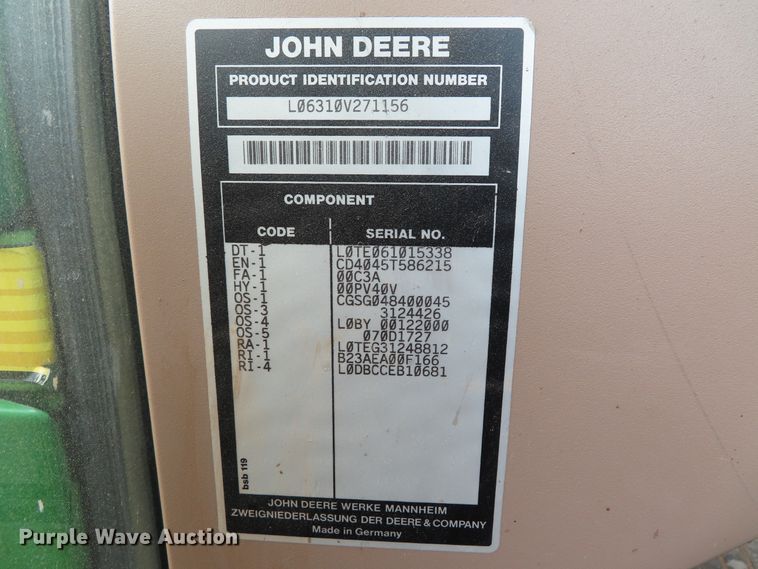 JOHN DEERE
PRODUCT IDENTIFICATION NUMBER
L06310V271156
COMPONENT
CODE SERIAL NO.
DT-1 L0TE061015338
EN-1 CD4045T586215
FA-1 00C3A
HY-1 00PV40V
OS-1 CGSG048400045
OS-3 3124426
OS-4 L0BY 00122000
OS-5 070D1727
RA-1 L0TEG31248812
RI-1 B23AEA00F166
RI-4 L0DBCCEB10681
bsb 119
JOHN DEERE WERKE MANNHEIM
ZWEIGNIEDERLASSUNG DER DEERE & COMPANY
Made in Germany
Purple Wave Auction